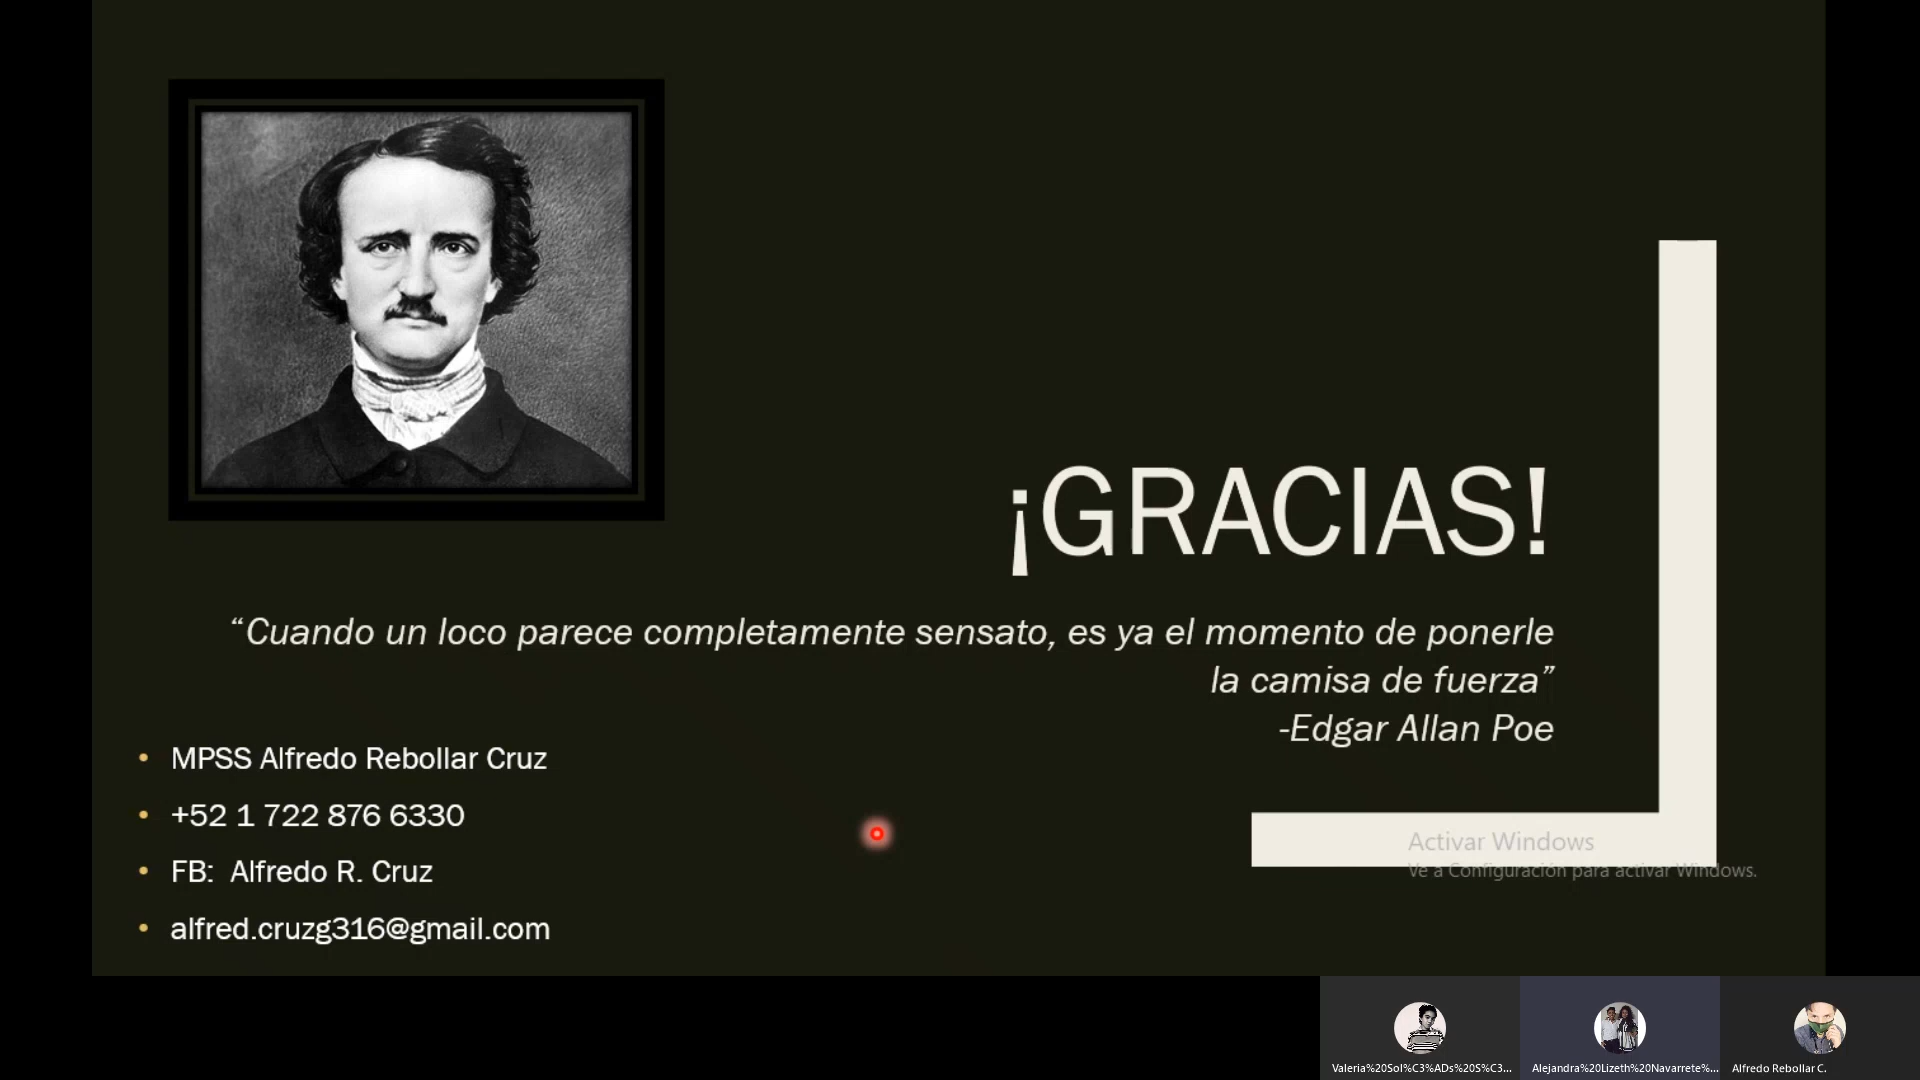 ¡GRACIAS!
“Cuando un loco parece completamente sensato, es ya el momento de ponerle
la camisa de fuerza”
-Edgar Allan Poe
• MPSS Alfredo Rebollar Cruz
• +52 1 722 876 6330
• FB:  Alfredo R. Cruz
• alfred.cruzg316@gmail.com
Activar Windows
Ve a Configuración para activar Windows.
Valeria%20Sol%C3%ADs%20S%C3...
Alejandra%20Lizeth%20Navarrete%...
Alfredo Rebollar C.